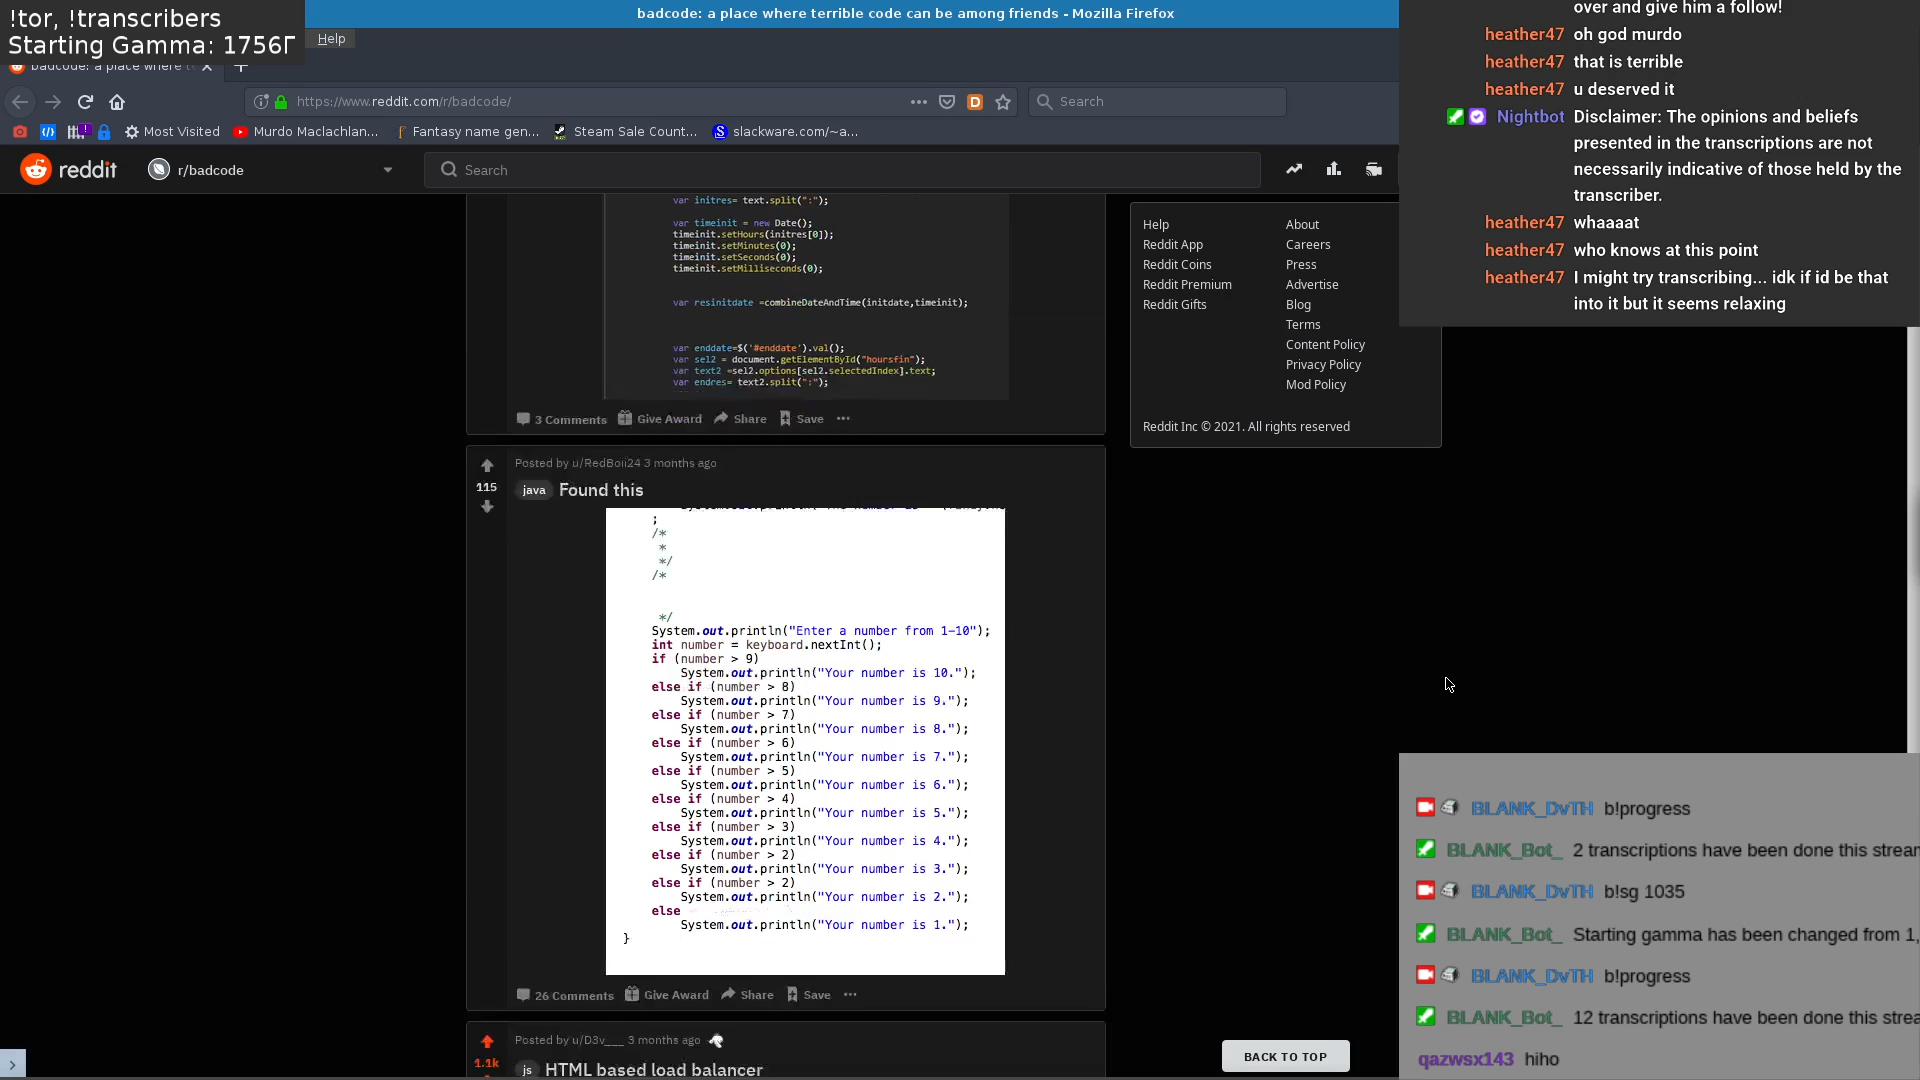 !tor, !transcribers
Starting Gamma: 1756Γ
badcode: a place where terrible code can be among friends - Mozilla Firefox
Help
badcode: a place where t
https://www.reddit.com/r/badcode/
Search
Most Visited
Murdo Maclachlan...
Fantasy name gen...
Steam Sale Count...
slackware.com/~a...
reddit
r/badcode
Search
var initres= text.split(":");
var timeinit = new Date();
timeinit.setHours(initres[0]);
timeinit.setMinutes(0);
timeinit.setSeconds(0);
timeinit.setMilliseconds(0);
var resinitdate =combineDateAndTime(initdate,timeinit);
var enddate=$('#enddate').val();
var sel2 = document.getElementById("hoursfin");
var text2 =sel2.options[sel2.selectedIndex].text;
var endres= text2.split(":");
3 Comments Give Award Share Save ...
Posted by u/RedBoii24 3 months ago
115
java Found this
;
/*
*
*/
/*
*/
System.out.println("Enter a number from 1-10");
int number = keyboard.nextInt();
if (number > 9)
System.out.println("Your number is 10.");
else if (number > 8)
System.out.println("Your number is 9.");
else if (number > 7)
System.out.println("Your number is 8.");
else if (number > 6)
System.out.println("Your number is 7.");
else if (number > 5)
System.out.println("Your number is 6.");
else if (number > 4)
System.out.println("Your number is 5.");
else if (number > 3)
System.out.println("Your number is 4.");
else if (number > 2)
System.out.println("Your number is 3.");
else if (number > 2)
System.out.println("Your number is 2.");
else
System.out.println("Your number is 1.");
}
26 Comments Give Award Share Save ...
Posted by u/D3v___ 3 months ago
1.1k
js HTML based load balancer
Help
Reddit App
Reddit Coins
Reddit Premium
Reddit Gifts
About
Careers
Press
Advertise
Blog
Terms
Content Policy
Privacy Policy
Mod Policy
Reddit Inc © 2021. All rights reserved
BACK TO TOP
over and give him a follow!
heather47 oh god murdo
heather47 that is terrible
heather47 u deserved it
Nightbot Disclaimer: The opinions and beliefs
presented in the transcriptions are not
necessarily indicative of those held by the
transcriber.
heather47 whaaaat
heather47 who knows at this point
heather47 I might try transcribing... idk if id be that
into it but it seems relaxing
BLANK_DvTH b!progress
BLANK_Bot_ 2 transcriptions have been done this strean
BLANK_DvTH b!sg 1035
BLANK_Bot_ Starting gamma has been changed from 1,
BLANK_DvTH b!progress
BLANK_Bot_ 12 transcriptions have been done this strea
qazwsx143 hiho